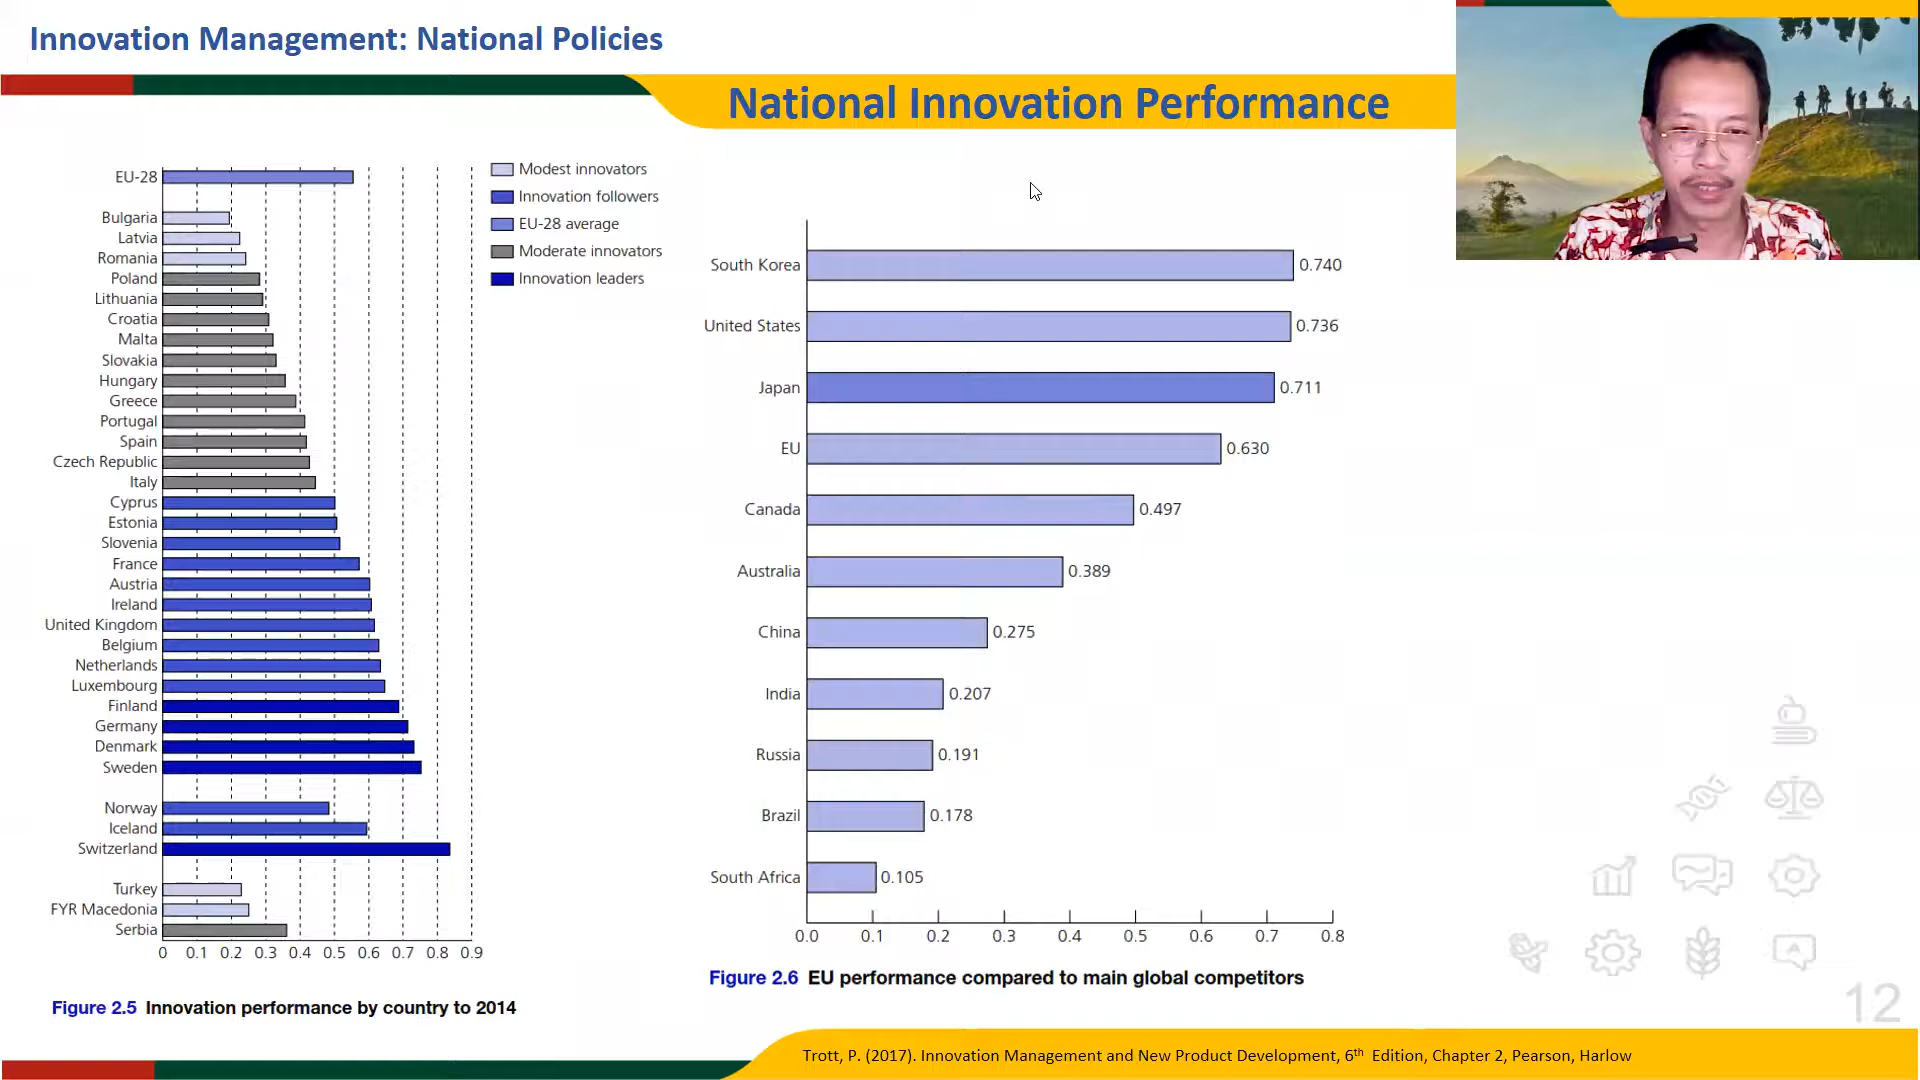 Innovation Management: National Policies
National Innovation Performance
EU-28
Bulgaria
Latvia
Romania
Poland
Lithuania
Croatia
Malta
Slovakia
Hungary
Greece
Portugal
Spain
Czech Republic
Italy
Cyprus
Estonia
Slovenia
France
Austria
Ireland
United Kingdom
Belgium
Netherlands
Luxembourg
Finland
Germany
Denmark
Sweden
Norway
Iceland
Switzerland
Turkey
FYR Macedonia
Serbia
0 0.1 0.2 0.3 0.4 0.5 0.6 0.7 0.8 0.9
Modest innovators
Innovation followers
EU-28 average
Moderate innovators
Innovation leaders
Figure 2.5 Innovation performance by country to 2014
South Korea 0.740
United States 0.736
Japan 0.711
EU 0.630
Canada 0.497
Australia 0.389
China 0.275
India 0.207
Russia 0.191
Brazil 0.178
South Africa 0.105
0.0 0.1 0.2 0.3 0.4 0.5 0.6 0.7 0.8
Figure 2.6 EU performance compared to main global competitors
A
12
Trott, P. (2017). Innovation Management and New Product Development, 6th Edition, Chapter 2, Pearson, Harlow